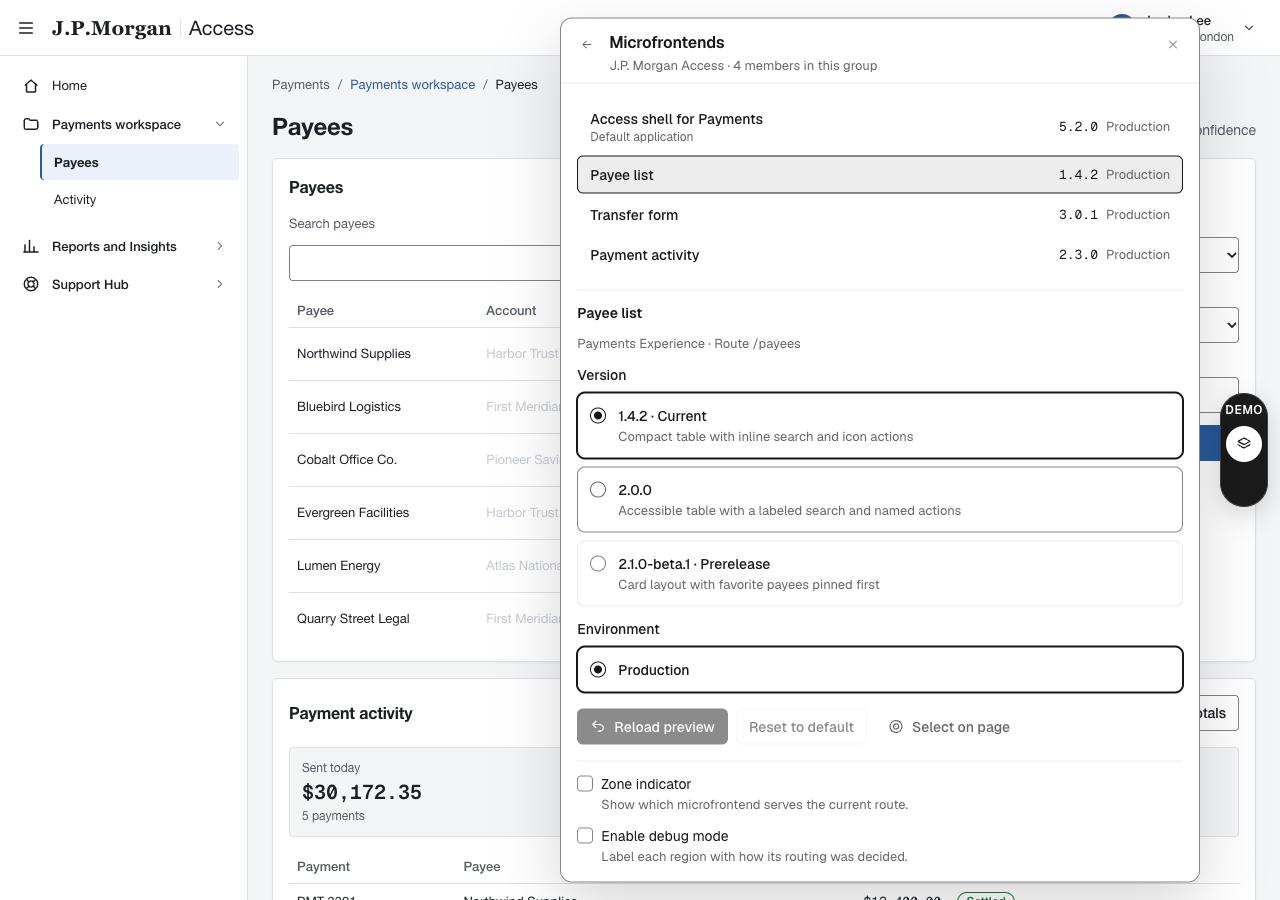 J.P.Morgan Access
Lee
London
Home
Payments workspace
Payees
Activity
Reports and Insights
Support Hub
Payments / Payments workspace / Payees
Payees
Payees
Search payees
Payee Account
Northwind Supplies Harbor Trust
Bluebird Logistics First Meridian
Cobalt Office Co. Pioneer
Evergreen Facilities Harbor Trust
Lumen Energy Atlas
Quarry Street Legal First Meridian
Payment activity
Sent today
$30,172.35
5 payments
Payment Payee
Northwind Supplies $12,400.00 Settled
Microfrontends
J.P. Morgan Access · 4 members in this group
Access shell for Payments
Default application
5.2.0 Production
Payee list 1.4.2 Production
Transfer form 3.0.1 Production
Payment activity 2.3.0 Production
Payee list
Payments Experience · Route /payees
Version
1.4.2 · Current
Compact table with inline search and icon actions
2.0.0
Accessible table with a labeled search and named actions
2.1.0-beta.1 · Prerelease
Card layout with favorite payees pinned first
Environment
Production
Reload preview Reset to default Select on page
Zone indicator
Show which microfrontend serves the current route.
Enable debug mode
Label each region with how its routing was decided.
DEMO